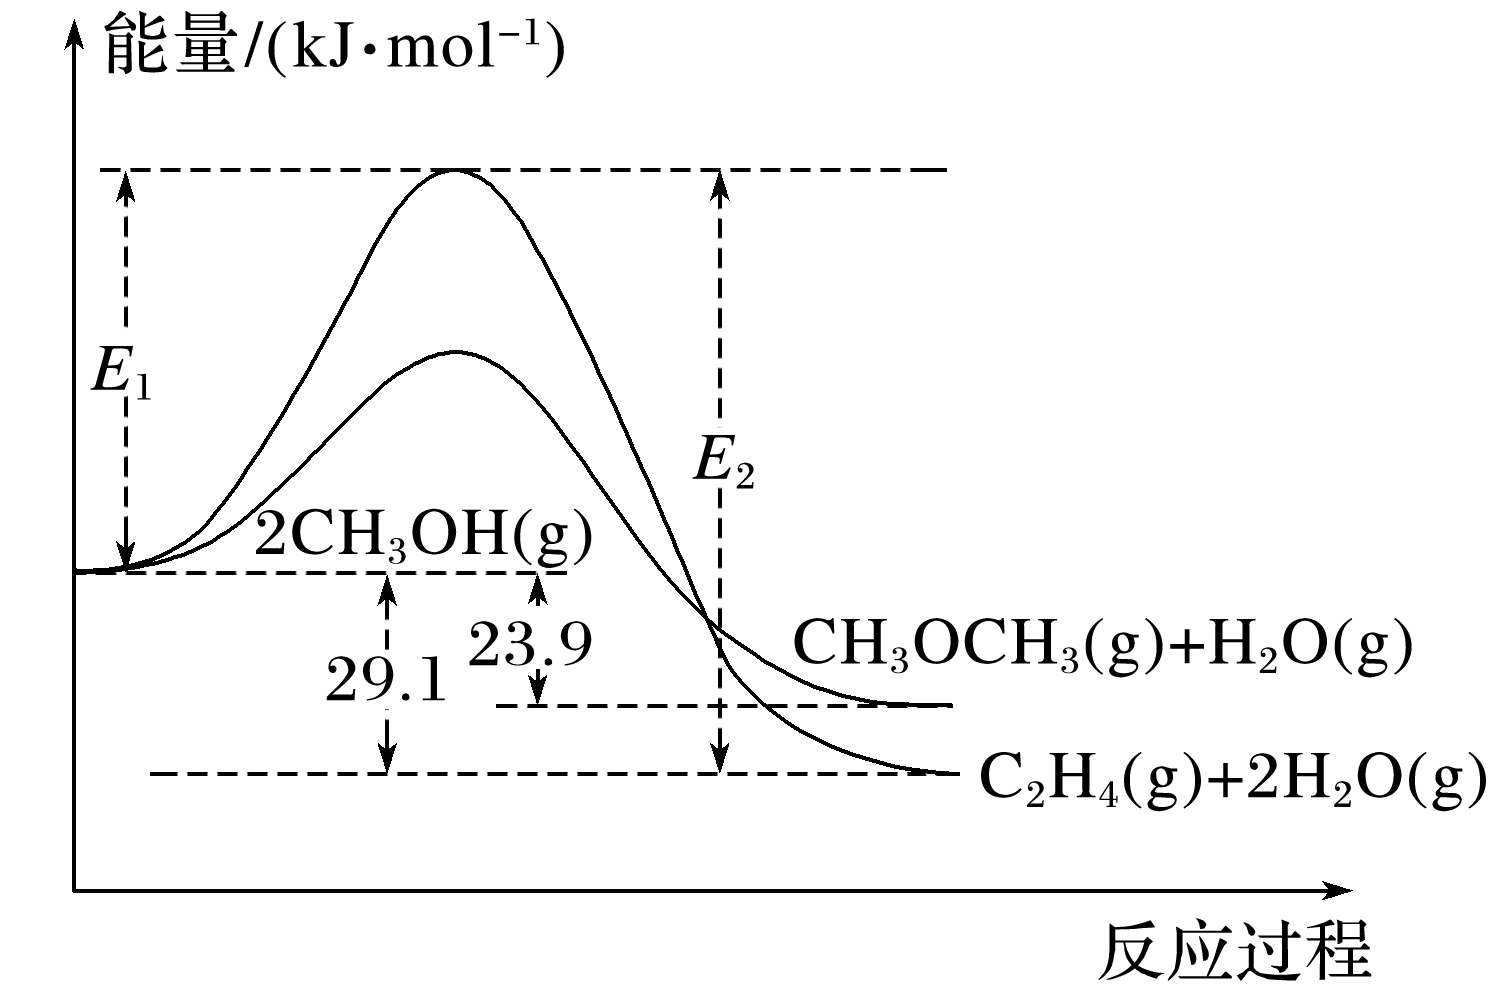 能量/(kJ·mol⁻¹)
E₁
E₂
2CH₃OH(g)
23.9
29.1
CH₃OCH₃(g)+H₂O(g)
C₂H₄(g)+2H₂O(g)
反应过程